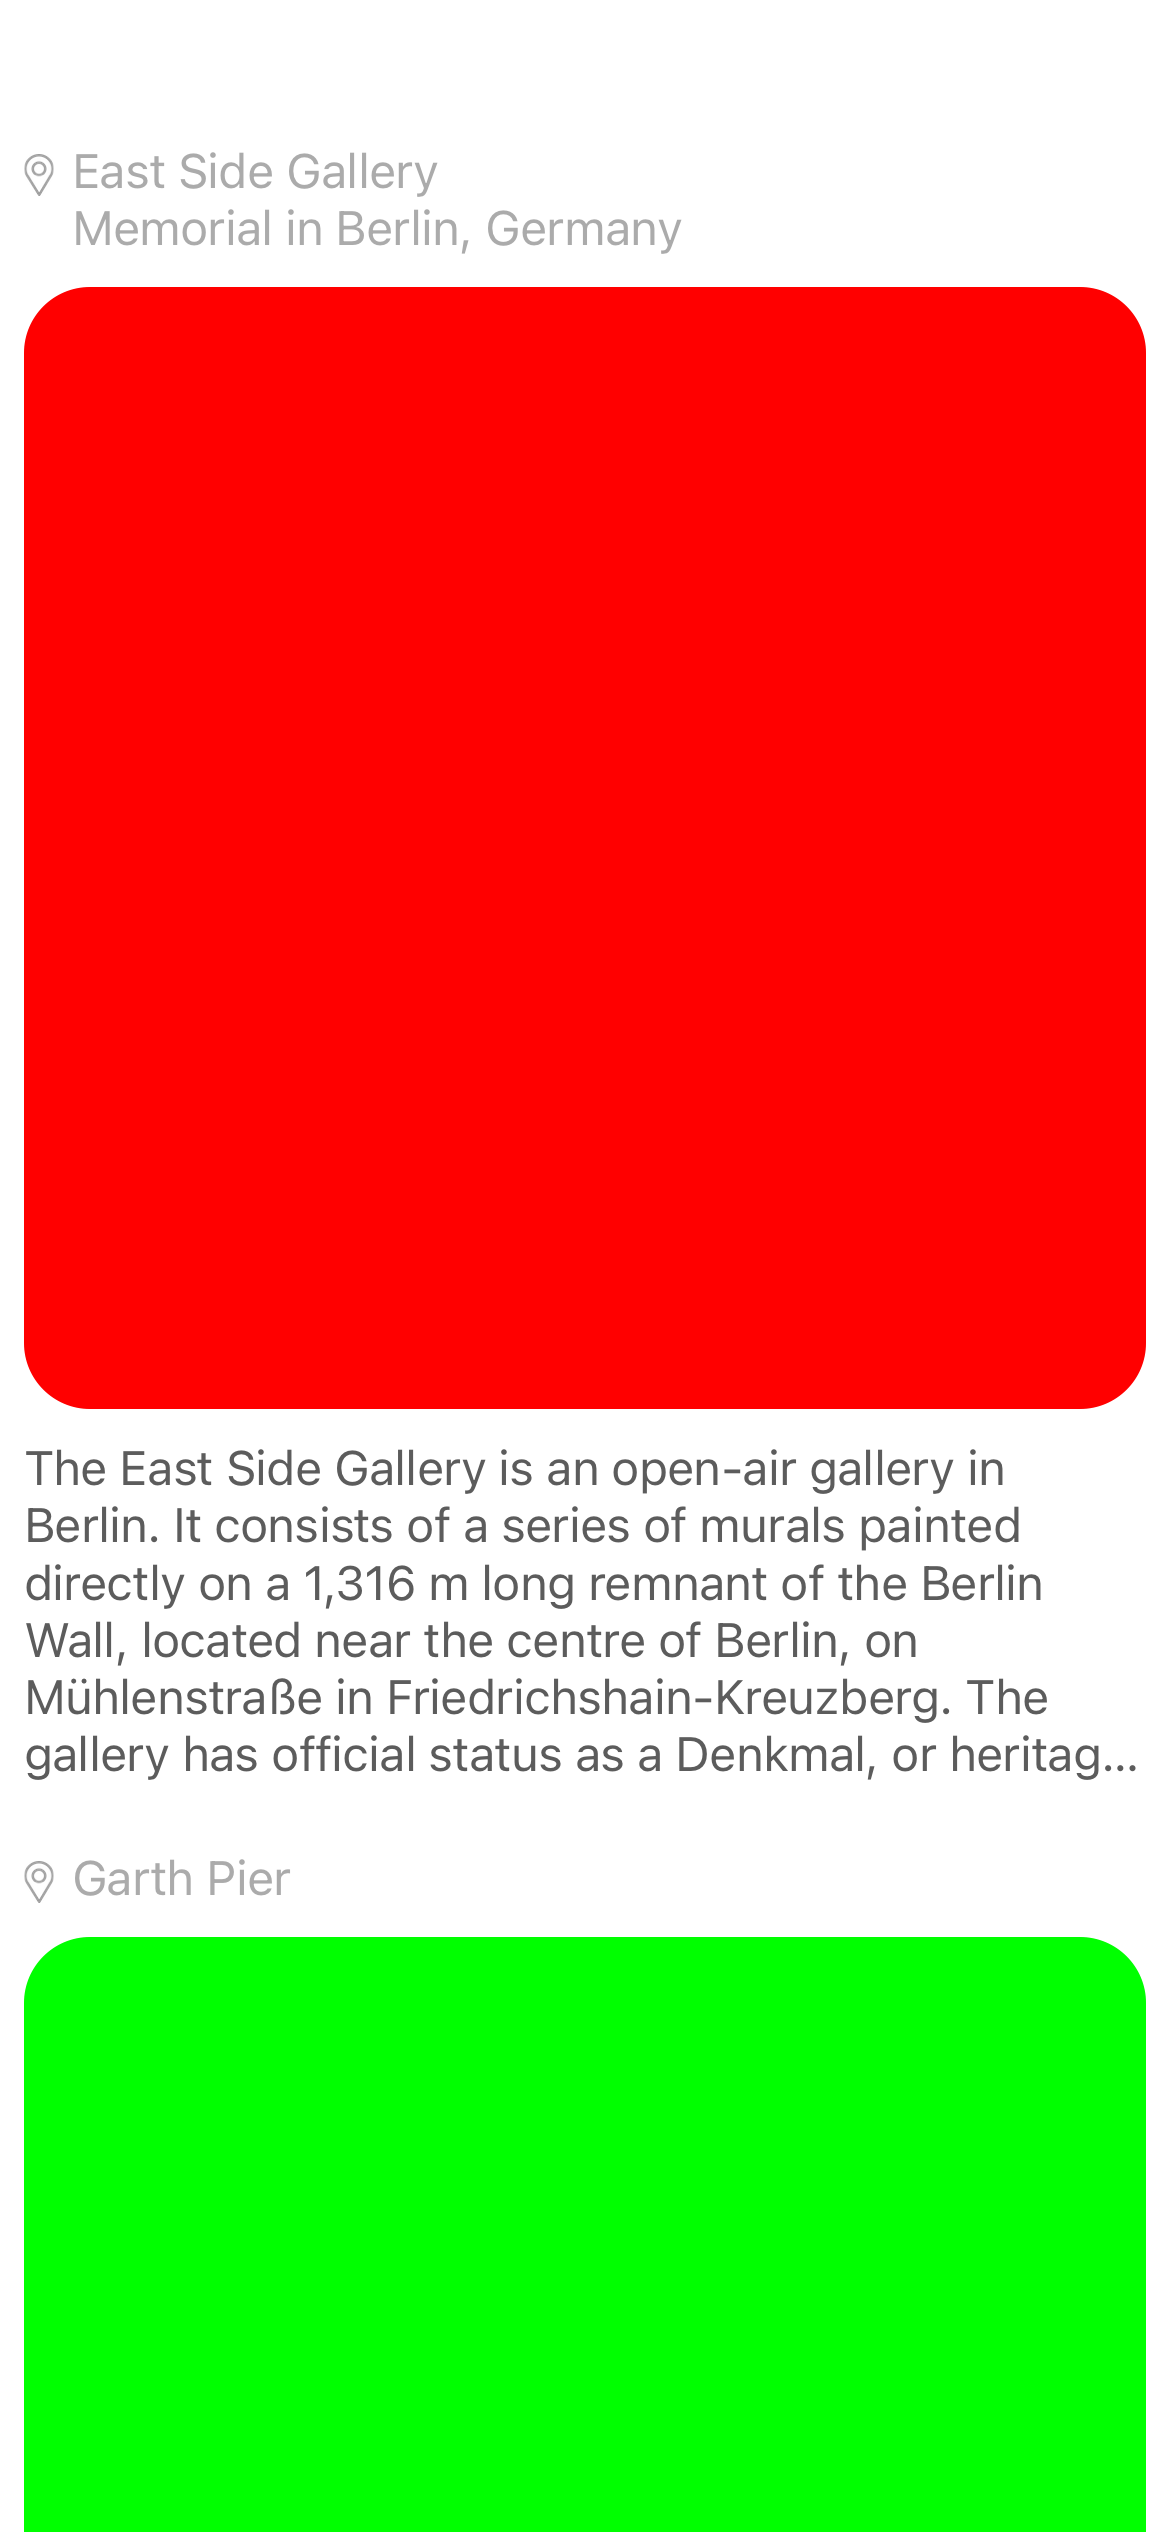 East Side Gallery
Memorial in Berlin, Germany
The East Side Gallery is an open-air gallery in
Berlin. It consists of a series of murals painted
directly on a 1,316 m long remnant of the Berlin
Wall, located near the centre of Berlin, on
Mühlenstraße in Friedrichshain-Kreuzberg. The
gallery has official status as a Denkmal, or heritag...
Garth Pier